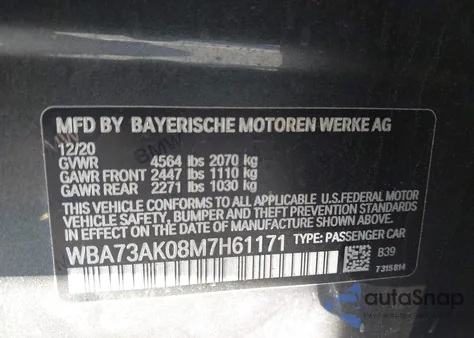 MFD BY BAYERISCHE MOTOREN WERKE AG
12/20
GVWR 4564 lbs 2070 kg
GAWR FRONT 2447 lbs 1110 kg
GAWR REAR 2271 lbs 1030 kg
THIS VEHICLE CONFORMS TO ALL APPLICABLE U.S.FEDERAL MOTOR
VEHICLE SAFETY, BUMPER, AND THEFT PREVENTION STANDARDS IN
EFFECT ON THE DATE OF MANUFACTURE SHOWN ABOVE.
WBA73AK08M7H61171 TYPE: PASSENGER CAR
B39
7315814
autoSnap
www.autosnap